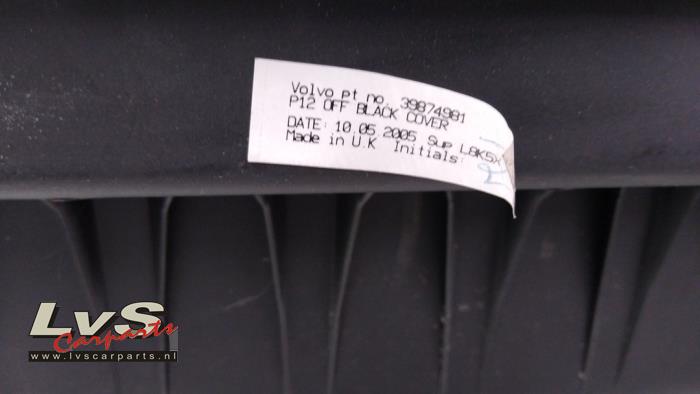 Volvo pt no. 39874981
P12 OFF BLACK COVER
DATE: 10.05.2005 Sup L8K5X
Made in U.K Initials:
LvS
Carparts
www.lvscarparts.nl